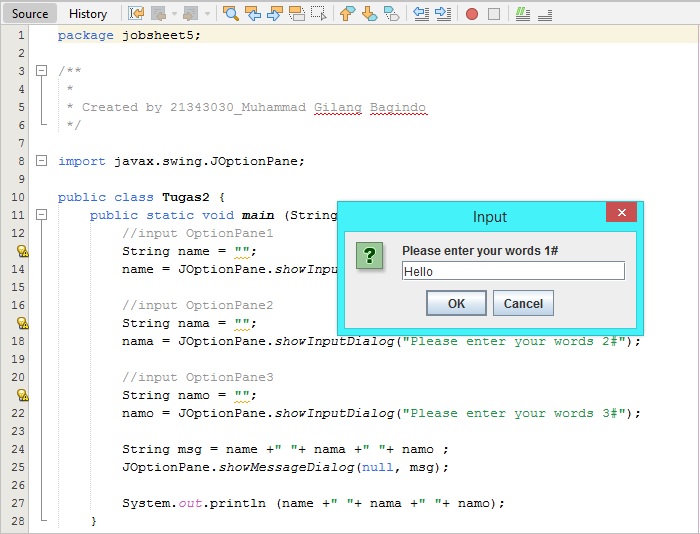 Source History
1 package jobsheet5;
2
3 /**
4 *
5 * Created by 21343030_Muhammad Gilang Bagindo
6 */
7
8 import javax.swing.JOptionPane;
9
10 public class Tugas2 {
11 public static void main (String
12 //input OptionPane1
String name = "";
14 name = JOptionPane.showInpu
15
16 //input OptionPane2
String nama = "";
18 nama = JOptionPane.showInputDialog("Please enter your words 2#");
19
20 //input OptionPane3
String namo = "";
22 namo = JOptionPane.showInputDialog("Please enter your words 3#");
23
24 String msg = name +" "+ nama +" "+ namo ;
25 JOptionPane.showMessageDialog(null, msg);
26
27 System.out.println (name +" "+ nama +" "+ namo);
28 }
Input
x
?
Please enter your words 1#
Hello
OK Cancel